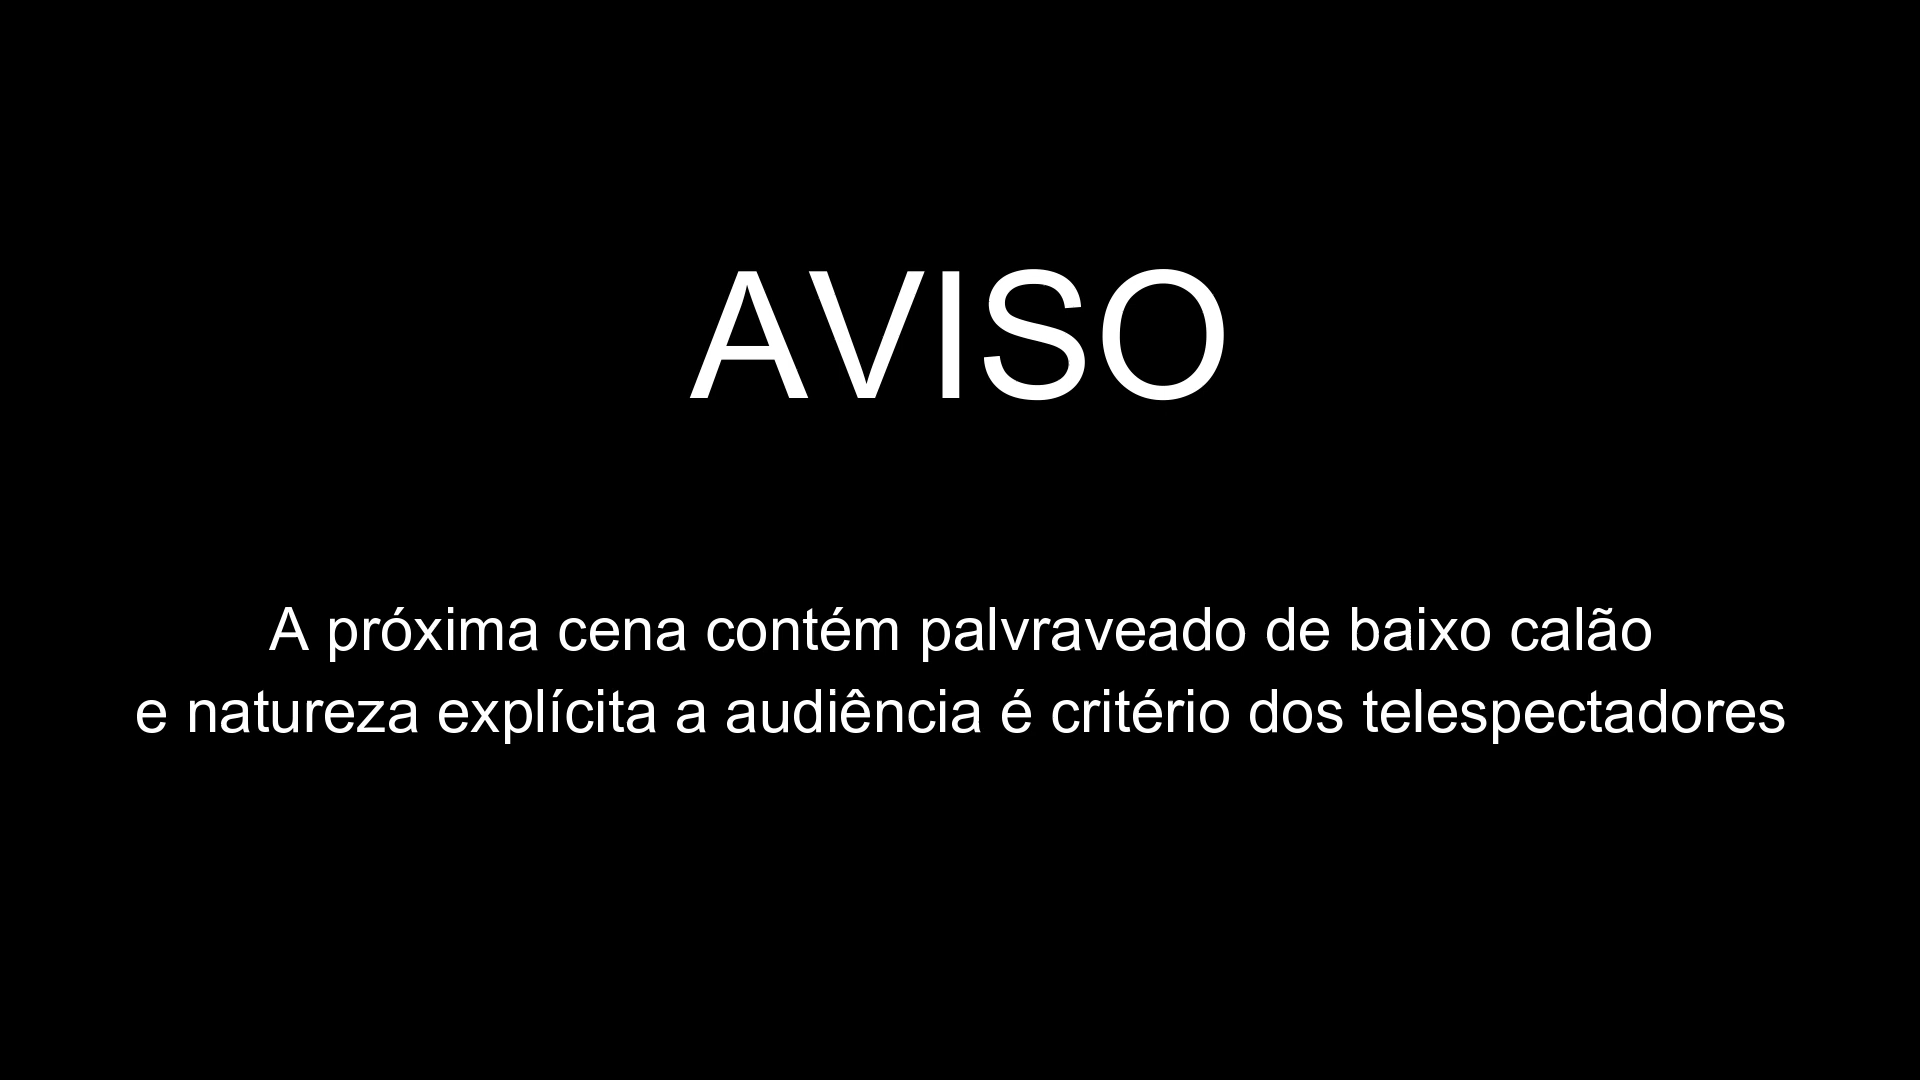 AVISO
A próxima cena contém palvraveado de baixo calão
e natureza explícita a audiência é critério dos telespectadores